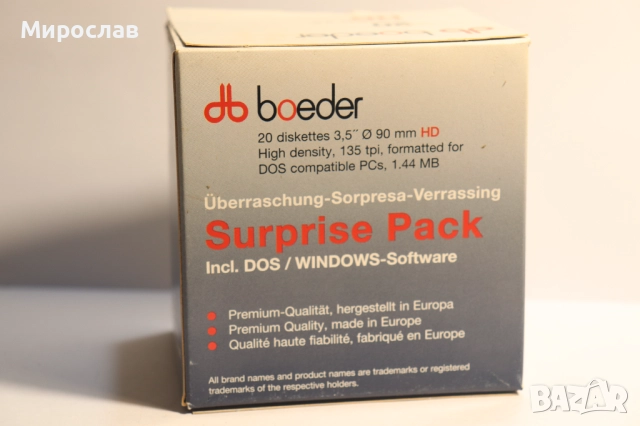 Мирослав
boeder
20 diskettes 3,5˝ Ø 90 mm HD
High density, 135 tpi, formatted for
DOS compatible PCs, 1.44 MB
Überraschung-Sorpresa-Verrassing
Surprise Pack
Incl. DOS / WINDOWS-Software
Premium-Qualität, hergestellt in Europa
Premium Quality, made in Europe
Qualité haute fiabilité, fabriqué en Europe
All brand names and product names are trademarks or registered
trademarks of the respective holders.
BAZAR